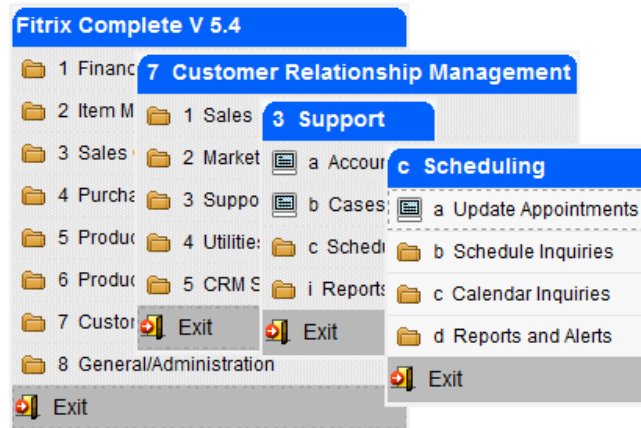 Fitrix Complete V 5.4
1 Financ
2 Item M
3 Sales
4 Purcha
5 Produc
6 Produc
7 Custor
8 General/Administration
Exit
7 Customer Relationship Management
1 Sales
2 Market
3 Suppo
4 Utilities
5 CRM S
Exit
3 Support
a Accour
b Cases
c Schedu
i Reports
Exit
c Scheduling
a Update Appointments
b Schedule Inquiries
c Calendar Inquiries
d Reports and Alerts
Exit